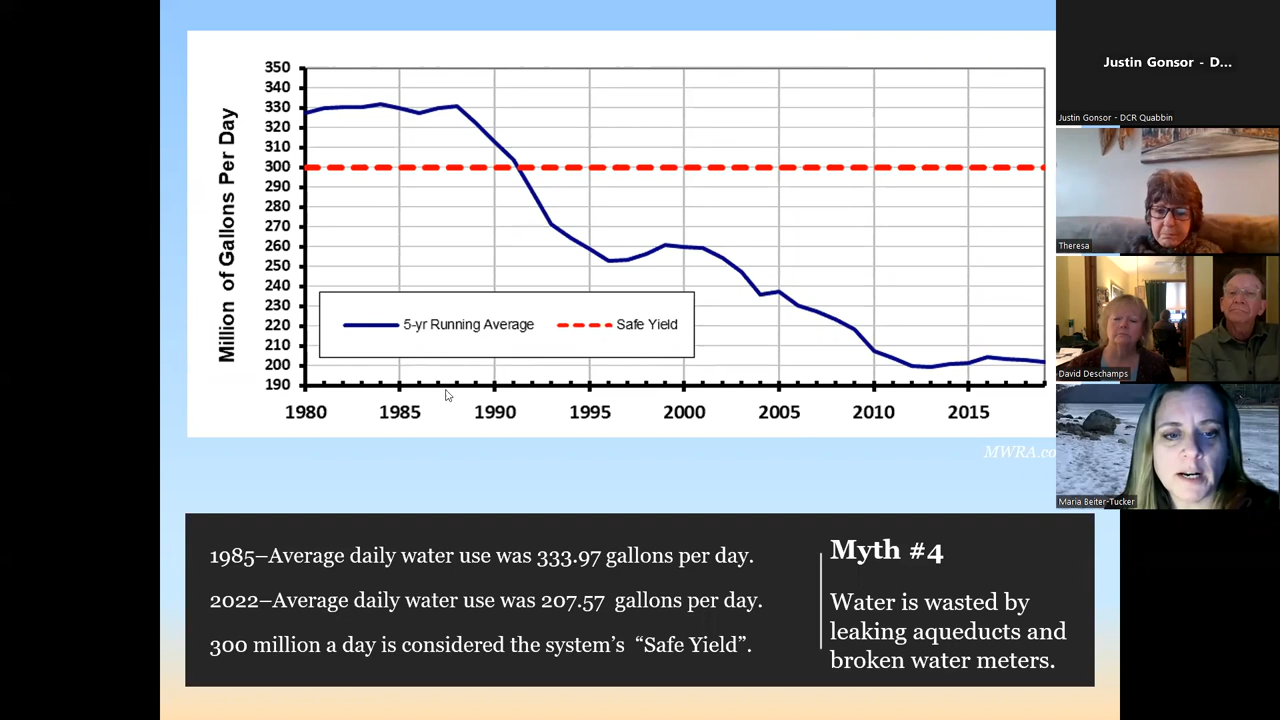 350
340
330
320
310
300
290
280
270
260
250
240
230
220
210
200
190
Million of Gallons Per Day
5-yr Running Average
Safe Yield
1980 1985 1990 1995 2000 2005 2010 2015
MWRA.co
1985–Average daily water use was 333.97 gallons per day.
2022–Average daily water use was 207.57 gallons per day.
300 million a day is considered the system's "Safe Yield".
Myth #4
Water is wasted by
leaking aqueducts and
broken water meters.
Justin Gonsor - D...
Justin Gonsor - DCR Quabbin
Theresa
David Deschamps
Maria Beiter-Tucker